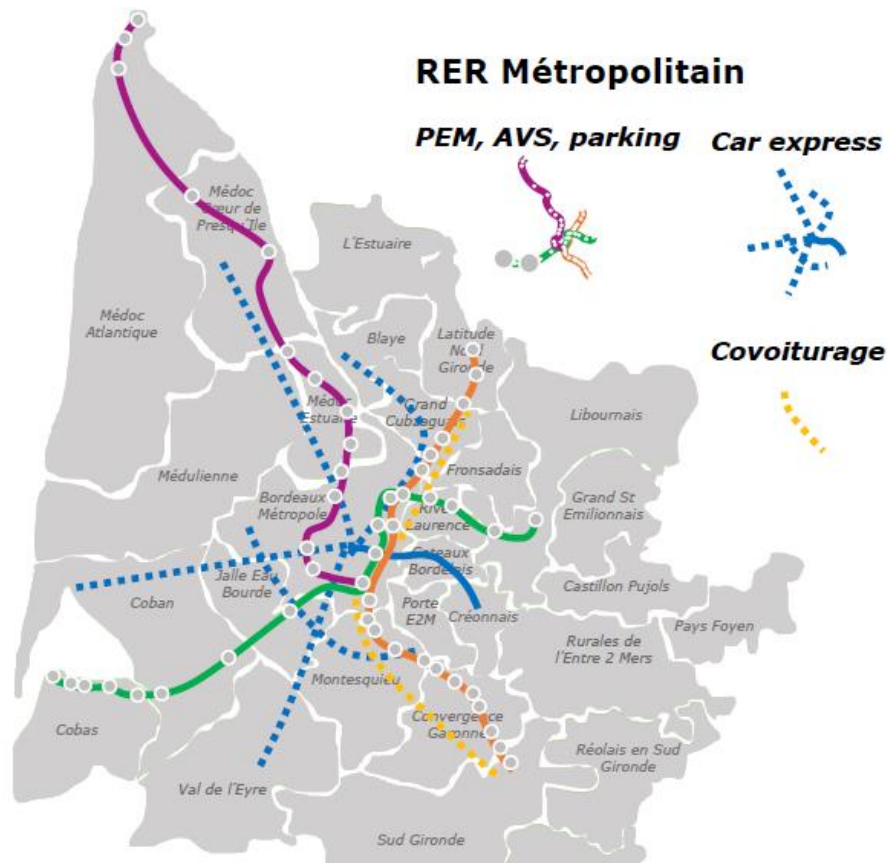 RER Métropolitain
PEM, AVS, parking
Car express
Covoiturage
Médoc
Cœur de
Presqu'Ile
L'Estuaire
Médoc
Atlantique
Blaye
Latitude
Nord
Gironde
Médoc
Estuaire
Grand
Cubzaguais
Libournais
Médulienne
Fronsadais
Bordeaux
Métropole
Rives
Laurence
Grand St
Emilionnais
Coteaux
Bordelais
Jalle Eau
Bourde
Coban
Castillon Pujols
Porte
E2M
Créonnais
Pays Foyen
Rurales de
l'Entre 2 Mers
Montesquieu
Convergence
Garonne
Cobas
Réolais en Sud
Gironde
Val de l'Eyre
Sud Gironde